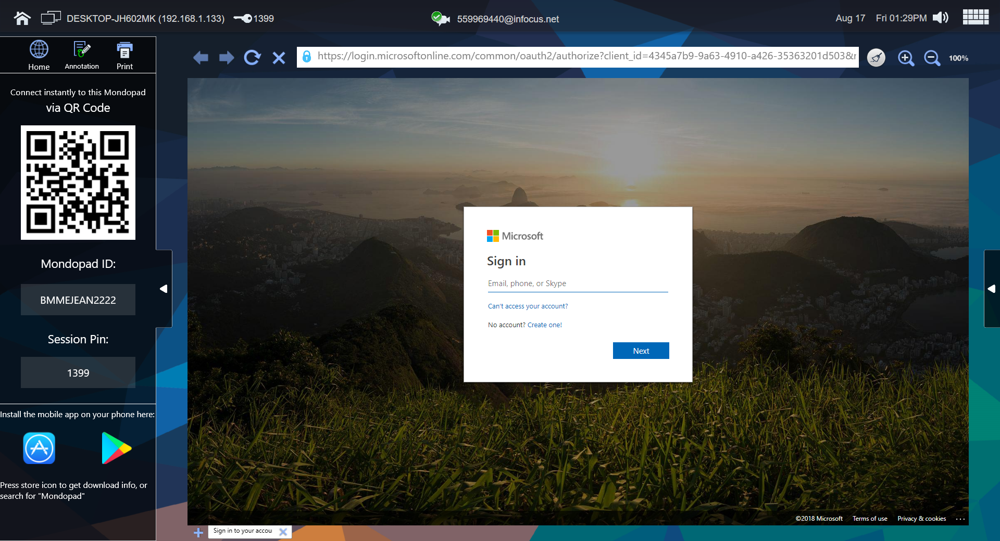 DESKTOP-JH602MK (192.168.1.133) 1399
559969440@infocus.net
Aug 17 Fri 01:29PM
Home
Annotation
Print
https://login.microsoftonline.com/common/oauth2/authorize?client_id=4345a7b9-9a63-4910-a426-35363201d503&r
100%
Connect instantly to this Mondopad
via QR Code
Mondopad ID:
BMMEJEAN2222
Session Pin:
1399
Install the mobile app on your phone here:
Press store icon to get download info, or
search for "Mondopad"
Microsoft
Sign in
Email, phone, or Skype
Can't access your account?
No account? Create one!
Next
©2018 Microsoft Terms of use Privacy & cookies ...
Sign in to your accou